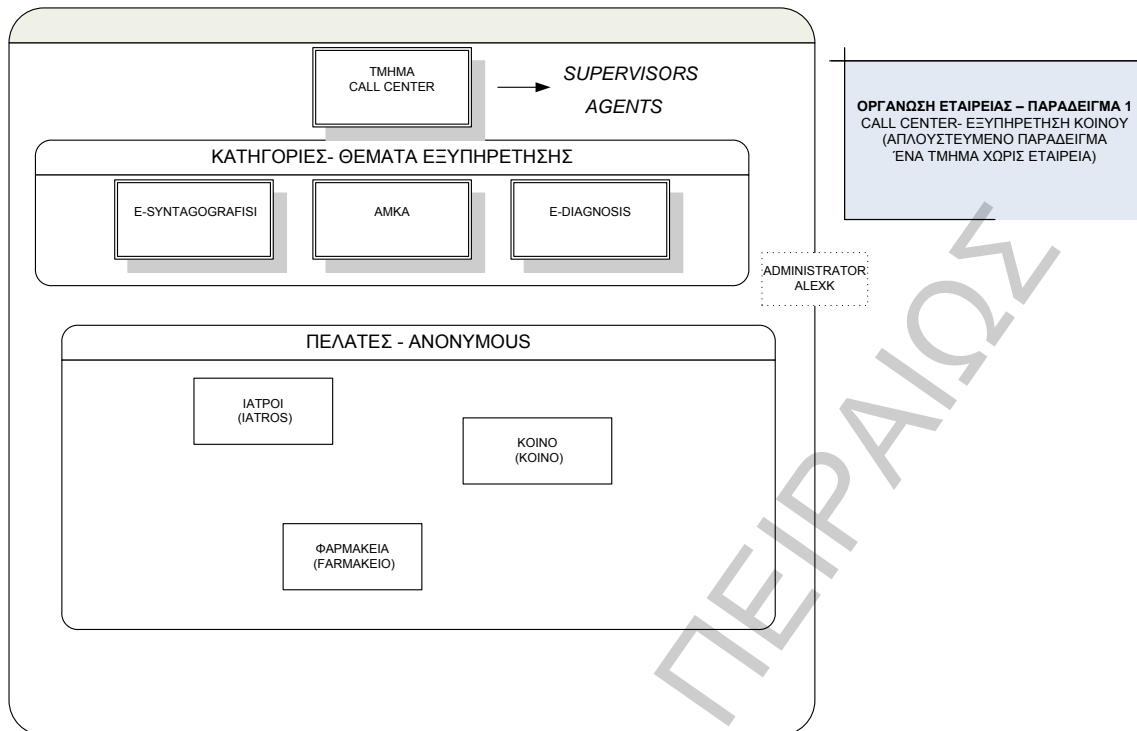 ΤΜΗΜΑ
CALL CENTER
SUPERVISORS
AGENTS
ΟΡΓΑΝΩΣΗ ΕΤΑΙΡΕΙΑΣ – ΠΑΡΑΔΕΙΓΜΑ 1
CALL CENTER- ΕΞΥΠΗΡΕΤΗΣΗ ΚΟΙΝΟΥ
(ΑΠΛΟΥΣΤΕΥΜΕΝΟ ΠΑΡΑΔΕΙΓΜΑ
ΈΝΑ ΤΜΗΜΑ ΧΩΡΙΣ ΕΤΑΙΡΕΙΑ)
ΚΑΤΗΓΟΡΙΕΣ- ΘΕΜΑΤΑ ΕΞΥΠΗΡΕΤΗΣΗΣ
E-SYNTAGOGRAFISI
AMKA
E-DIAGNOSIS
ADMINISTRATOR
ALEXK
ΠΕΛΑΤΕΣ - ANONYMOUS
ΙΑΤΡΟΙ
(IATROS)
ΚΟΙΝΟ
(KOINO)
ΦΑΡΜΑΚΕΙΑ
(FARMAKEIO)
ΠΕΙΡΑΙΩΣ